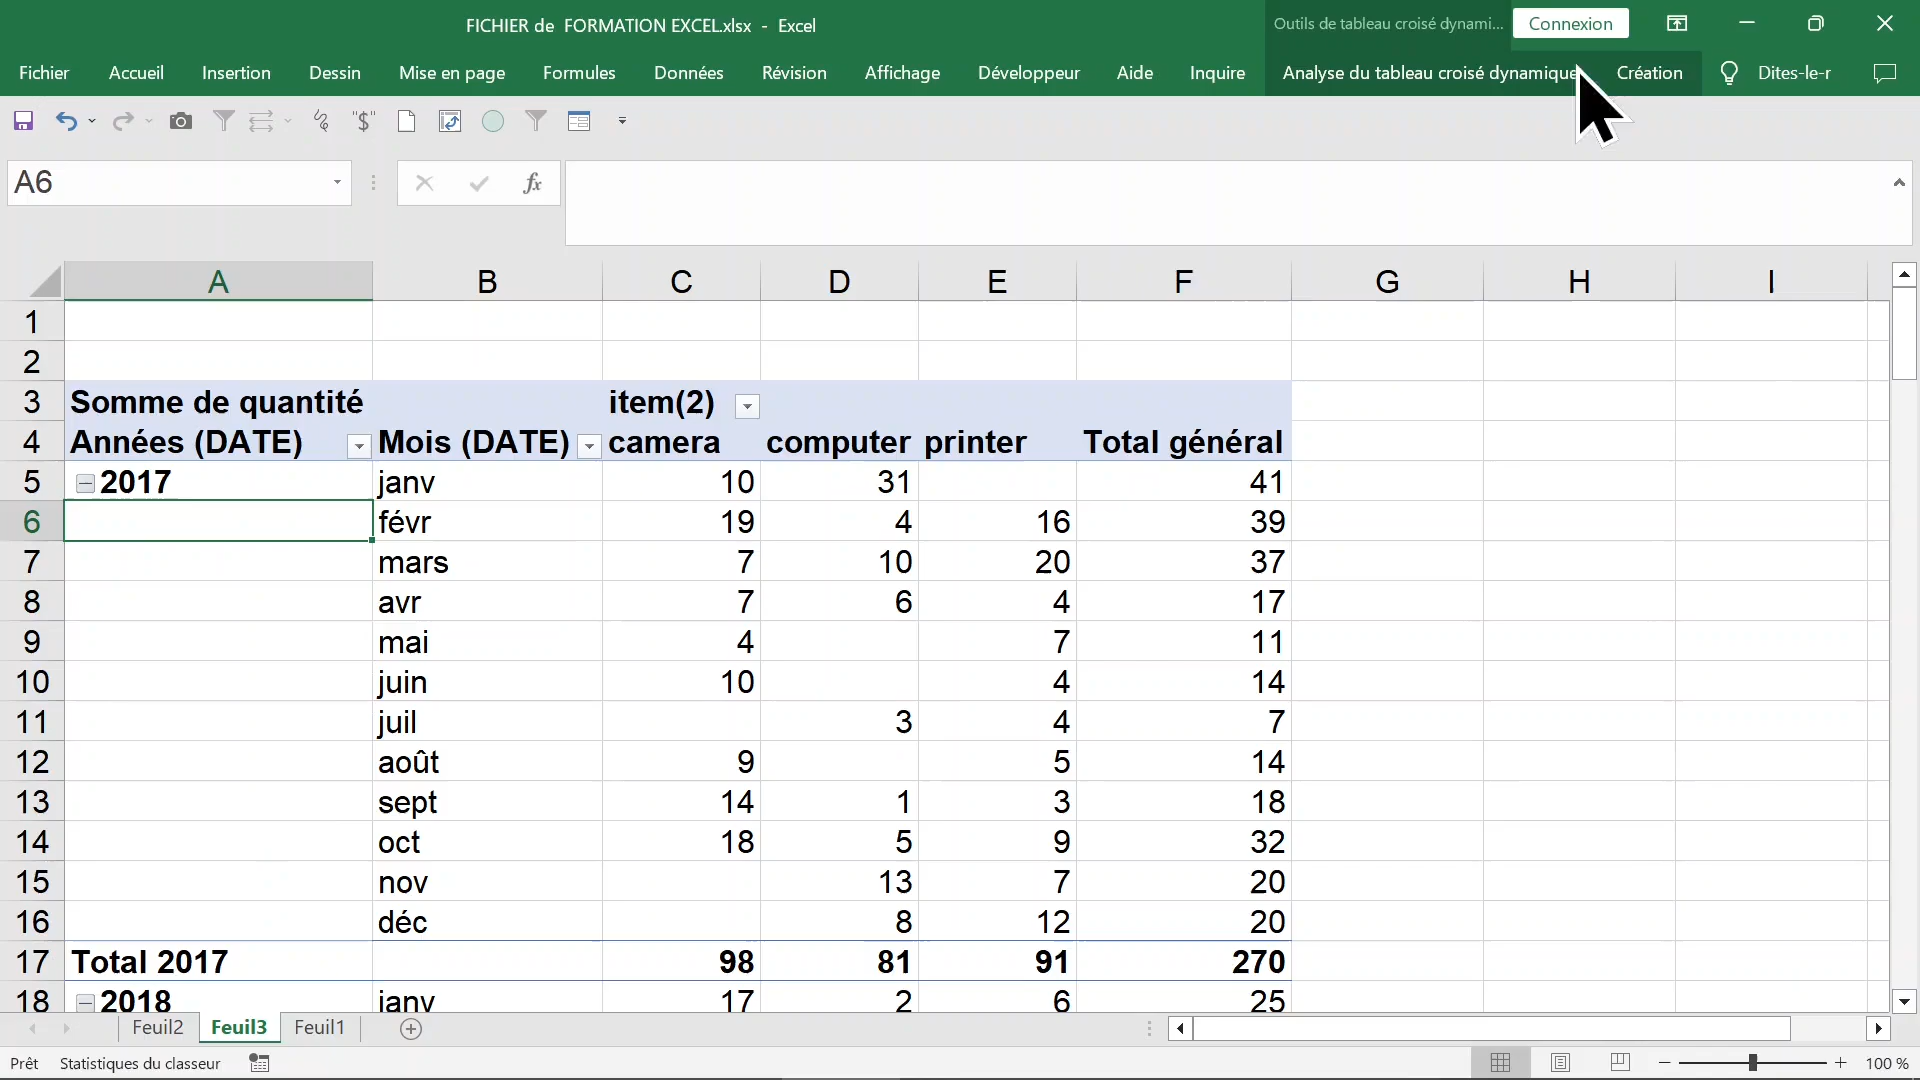 FICHIER de FORMATION EXCEL.xlsx - Excel
Outils de tableau croisé dynami...
Connexion
Fichier Accueil Insertion Dessin Mise en page Formules Données Révision Affichage Développeur Aide Inquire Analyse du tableau croisé dynamique Création Dites-le-r
"$"
A6 fx
A B C D E F G H I
1
2
3 Somme de quantité item(2)
4 Années (DATE) Mois (DATE) camera computer printer Total général
5 2017 janv 10 31 41
6 févr 19 4 16 39
7 mars 7 10 20 37
8 avr 7 6 4 17
9 mai 4 7 11
10 juin 10 4 14
11 juil 3 4 7
12 août 9 5 14
13 sept 14 1 3 18
14 oct 18 5 9 32
15 nov 13 7 20
16 déc 8 12 20
17 Total 2017 98 81 91 270
18 2018 janv 17 2 6 25
Feuil2 Feuil3 Feuil1
Prêt Statistiques du classeur 100 %